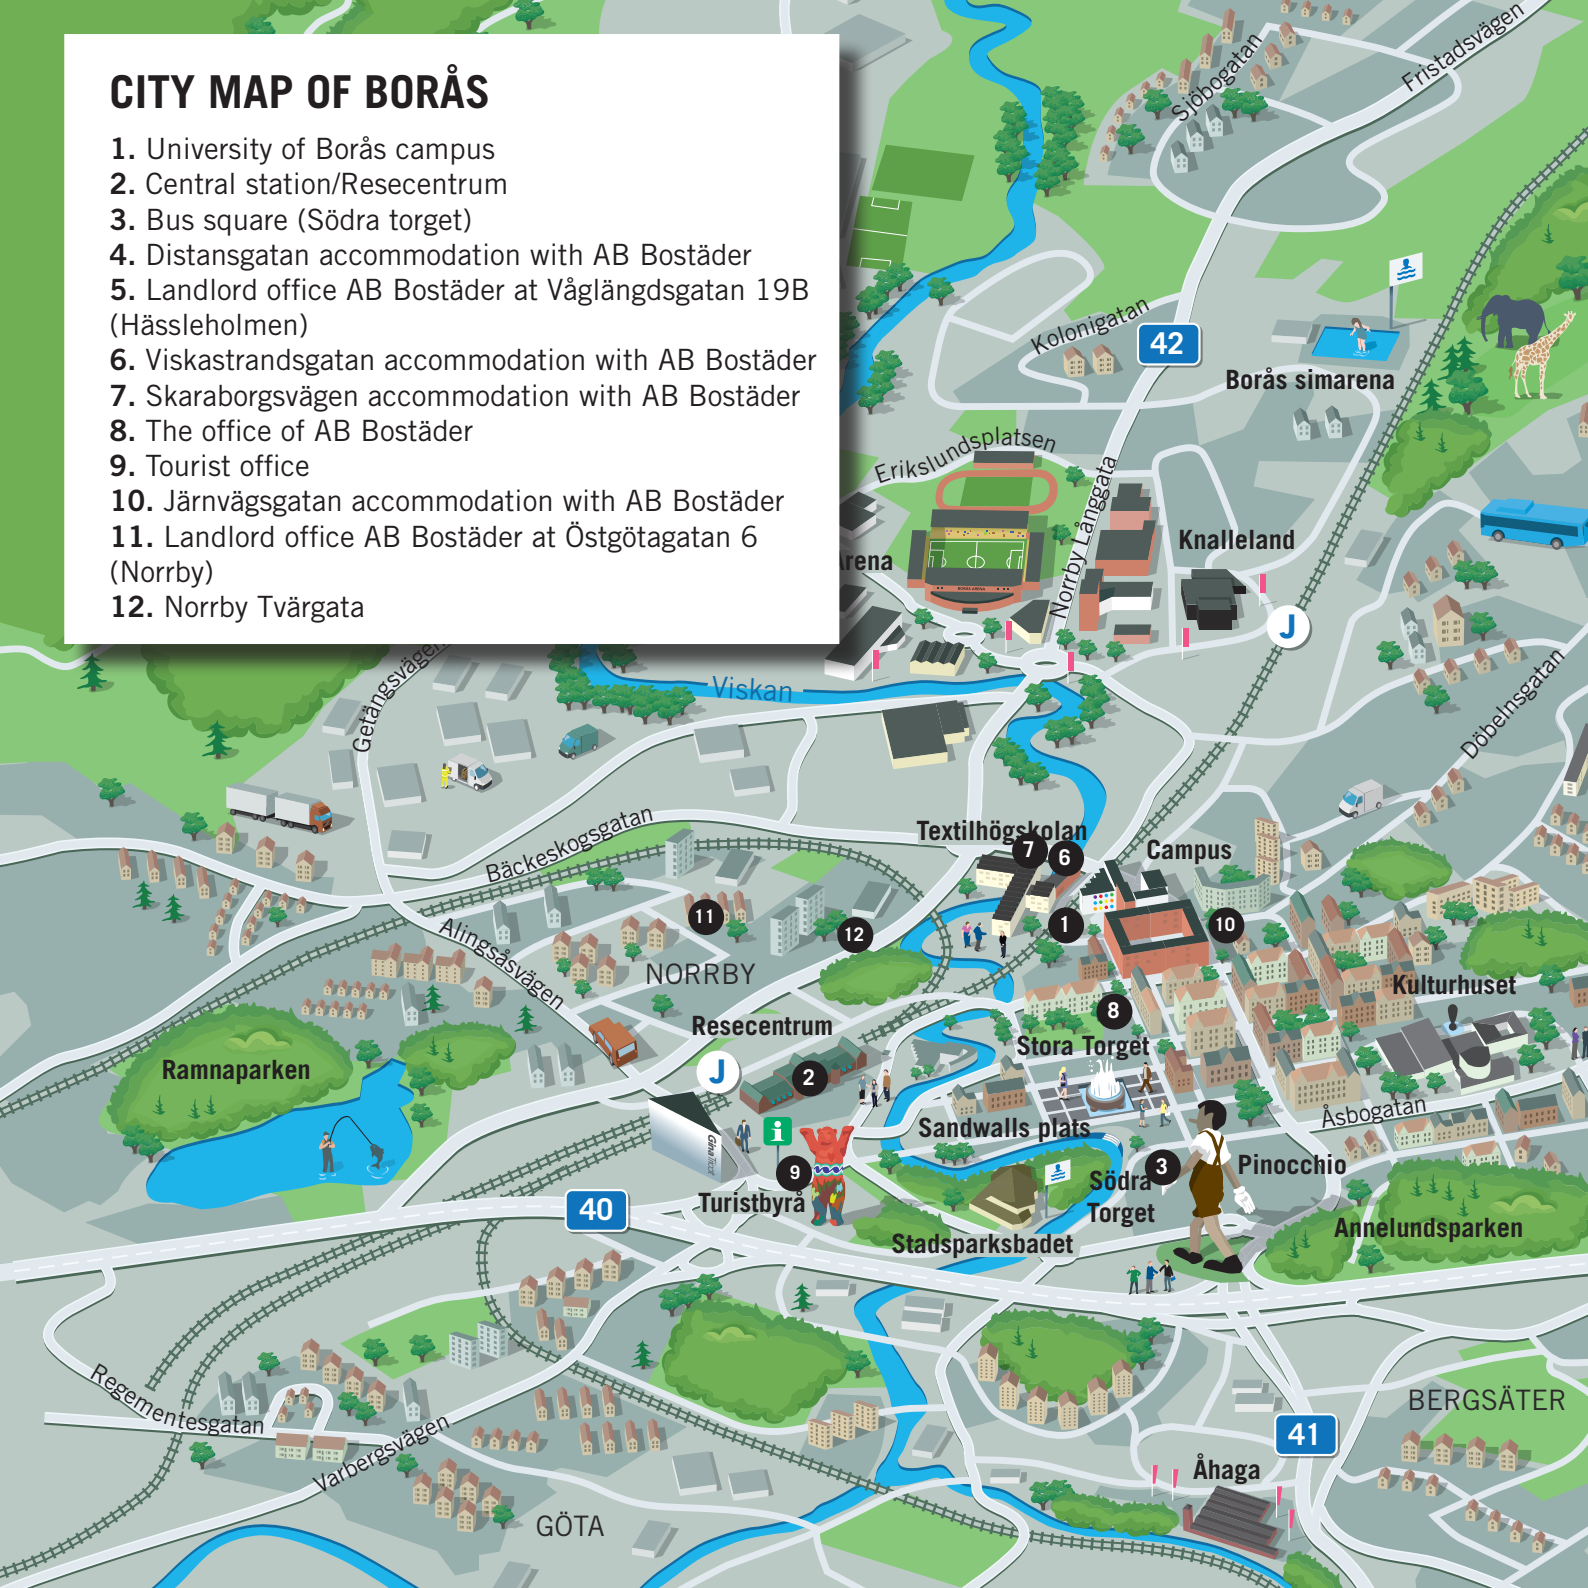 CITY MAP OF BORÅS
1. University of Borås campus
2. Central station/Resecentrum
3. Bus square (Södra torget)
4. Distansgatan accommodation with AB Bostäder
5. Landlord office AB Bostäder at Våglängdsgatan 19B
(Hässleholmen)
6. Viskastrandsgatan accommodation with AB Bostäder
7. Skaraborgsvägen accommodation with AB Bostäder
8. The office of AB Bostäder
9. Tourist office
10. Järnvägsgatan accommodation with AB Bostäder
11. Landlord office AB Bostäder at Östgötagatan 6
(Norrby)
12. Norrby Tvärgata
Sjöbogatan
Fristadsvägen
Kolonigatan
42
Borås simarena
Erikslundsplatsen
Norrby Långgata
Knalleland
Arena
BORÅS ARENA
J
Getängsvägen
Viskan
Döbelnsgatan
Bäckeskogsgatan
Textilhögskolan
7
6
Campus
11
12
1
10
Alingsåsvägen
NORRBY
Kulturhuset
Resecentrum
8
Stora Torget
Ramnaparken
J
2
Åsbogatan
Sandwalls plats
Gina Tricot
i
9
3
Pinocchio
Södra
Torget
Turistbyrå
40
Stadsparksbadet
Annelundsparken
Regementesgatan
Varbergsvägen
BERGSÄTER
41
Åhaga
GÖTA